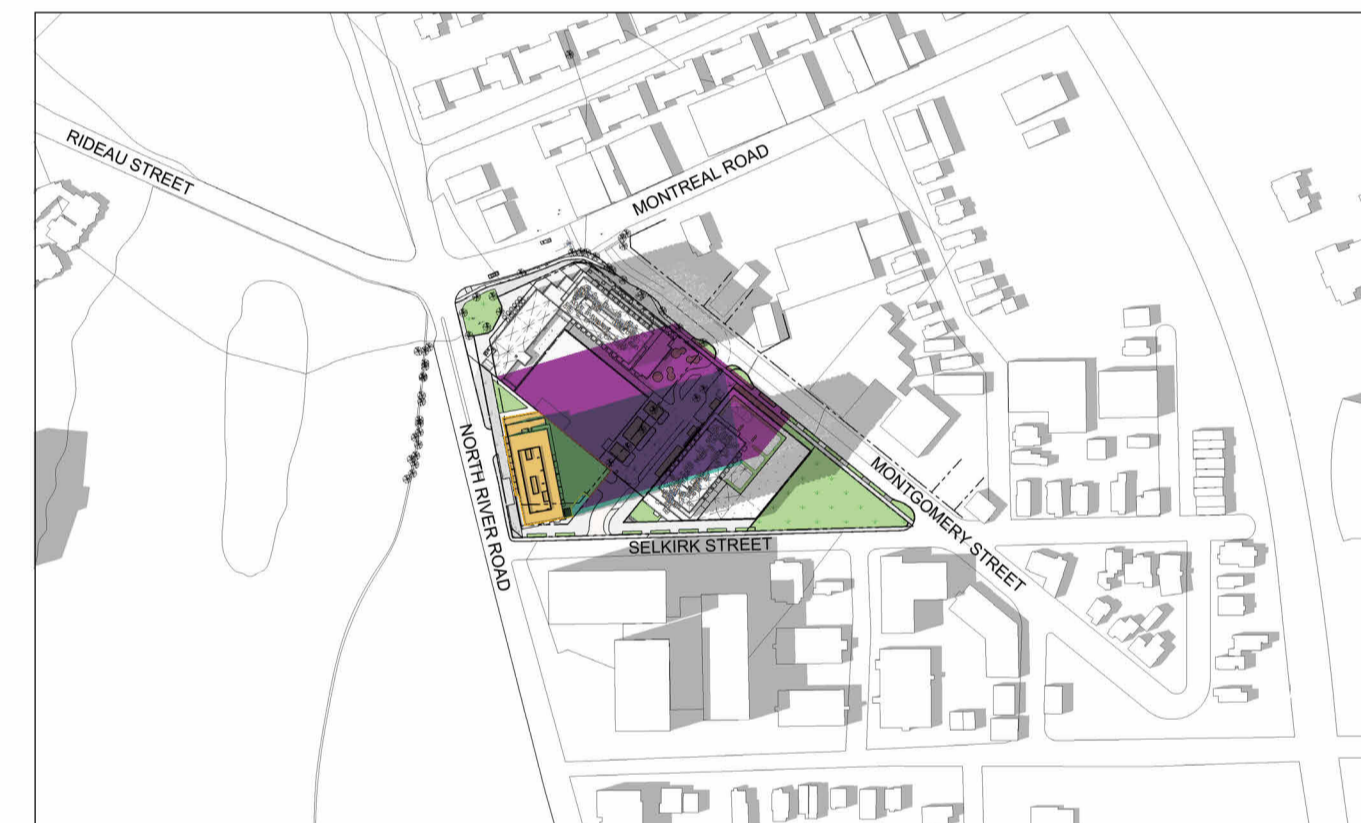 RIDEAU STREET
MONTREAL ROAD
NORTH RIVER ROAD
MONTGOMERY STREET
SELKIRK STREET